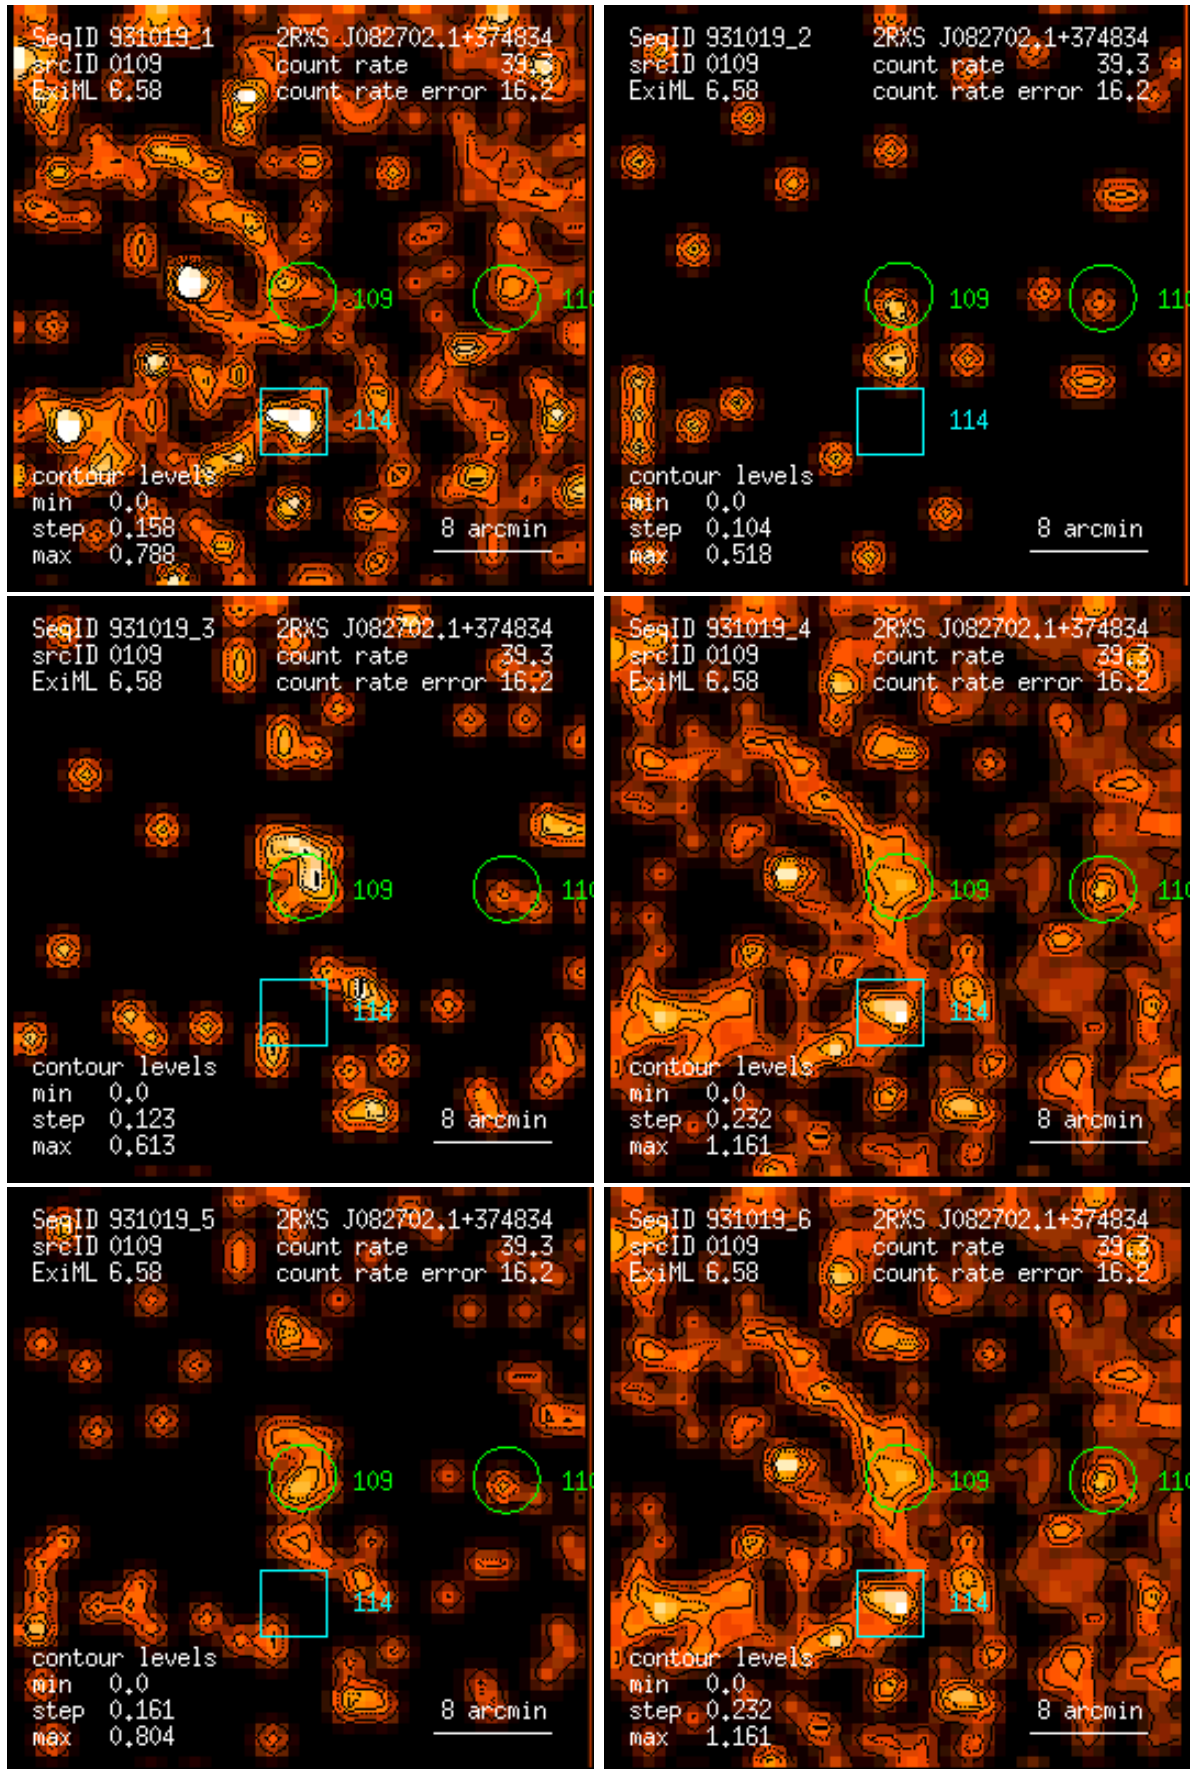 SeqID 931019_1 2RXS J082702.1+374834
srcID 0109 count rate 39.3
ExiML 6.58 count rate error 16.2
109
110
114
contour levels
min 0.0
step 0.158 8 arcmin
max 0.788
SeqID 931019_2 2RXS J082702.1+374834
srcID 0109 count rate 39.3
ExiML 6.58 count rate error 16.2
109
11
114
contour levels
min 0.0
step 0.104 8 arcmin
max 0.518
SeqID 931019_3 2RXS J082702.1+374834
srcID 0109 count rate 39.3
ExiML 6.58 count rate error 16.2
109
110
114
contour levels
min 0.0
step 0.123 8 arcmin
max 0.613
SeqID 931019_4 2RXS J082702.1+374834
srcID 0109 count rate 39.3
ExiML 6.58 count rate error 16.2
109
110
114
contour levels
min 0.0
step 0.232 8 arcmin
max 1.161
SeqID 931019_5 2RXS J082702.1+374834
srcID 0109 count rate 39.3
ExiML 6.58 count rate error 16.2
109
110
114
contour levels
min 0.0
step 0.161 8 arcmin
max 0.804
SeqID 931019_6 2RXS J082702.1+374834
srcID 0109 count rate 39.3
ExiML 6.58 count rate error 16.2
109
110
114
contour levels
min 0.0
step 0.232 8 arcmin
max 1.161